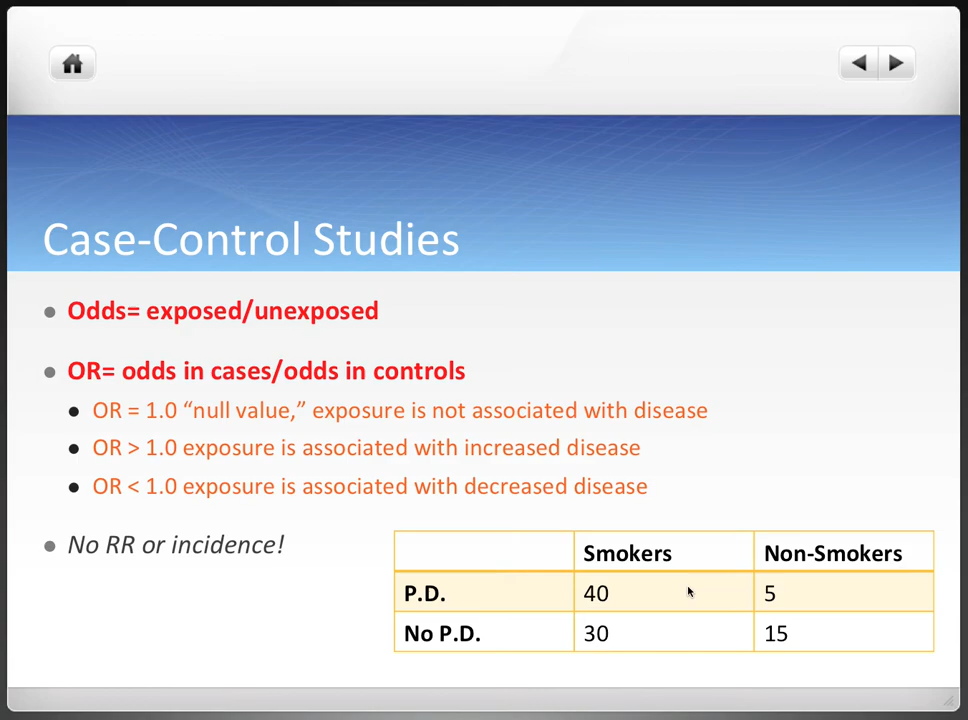 Case-Control Studies
Odds= exposed/unexposed
OR= odds in cases/odds in controls
OR = 1.0 “null value,” exposure is not associated with disease
OR > 1.0 exposure is associated with increased disease
OR < 1.0 exposure is associated with decreased disease
No RR or incidence!
Smokers Non-Smokers
P.D. 40 5
No P.D. 30 15